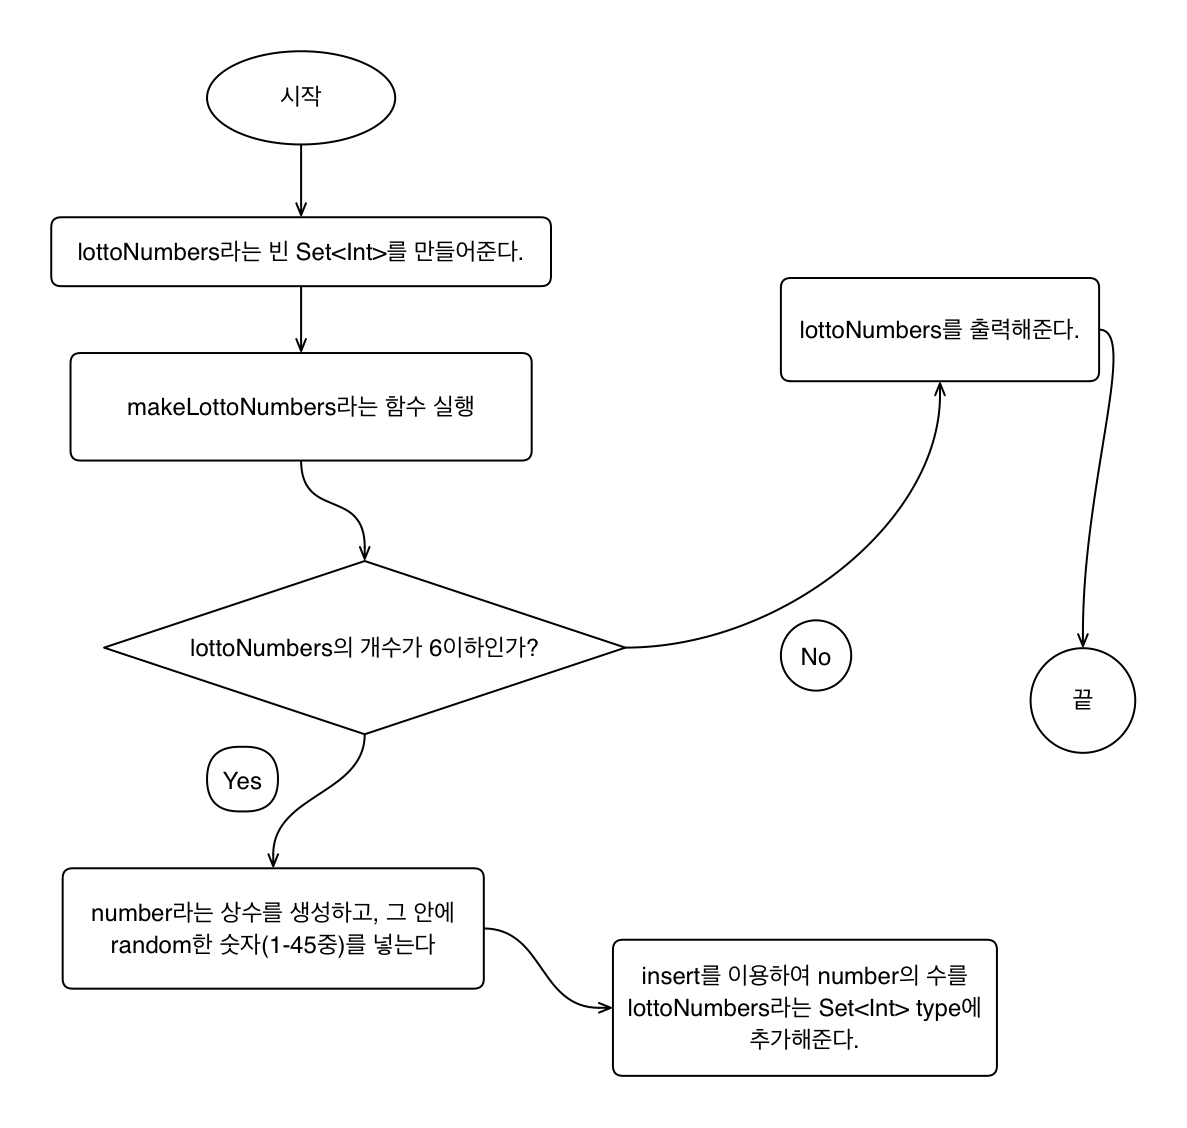 시작
lottoNumbers라는 빈 Set<Int>를 만들어준다.
makeLottoNumbers라는 함수 실행
lottoNumbers의 개수가 6이하인가?
Yes
number라는 상수를 생성하고, 그 안에
random한 숫자(1-45중)를 넣는다
insert를 이용하여 number의 수를
lottoNumbers라는 Set<Int> type에
추가해준다.
No
lottoNumbers를 출력해준다.
끝